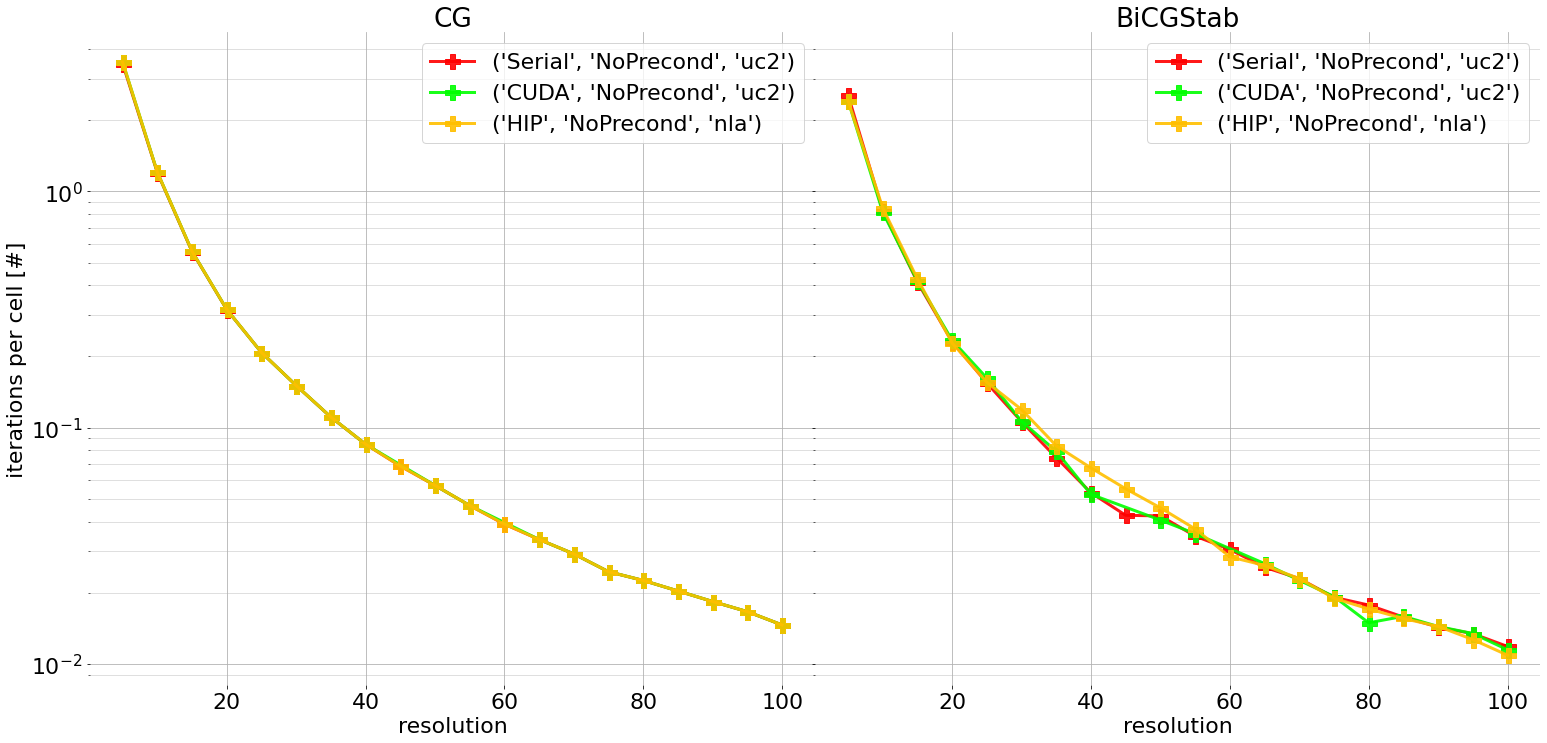 CG
BiCGStab
('Serial', 'NoPrecond', 'uc2')
('CUDA', 'NoPrecond', 'uc2')
('HIP', 'NoPrecond', 'nla')
('Serial', 'NoPrecond', 'uc2')
('CUDA', 'NoPrecond', 'uc2')
('HIP', 'NoPrecond', 'nla')
iterations per cell [#]
10⁰
10⁻¹
10⁻²
20 40 60 80 100
20 40 60 80 100
resolution
resolution